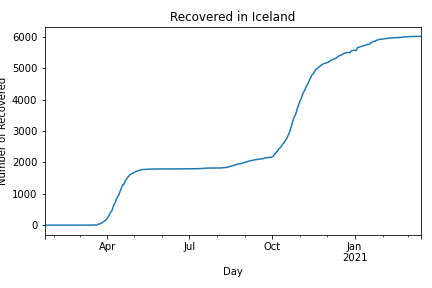 Recovered in Iceland
Number of Recovered
6000
5000
4000
3000
2000
1000
0
Apr
Jul
Oct
Jan
2021
Day